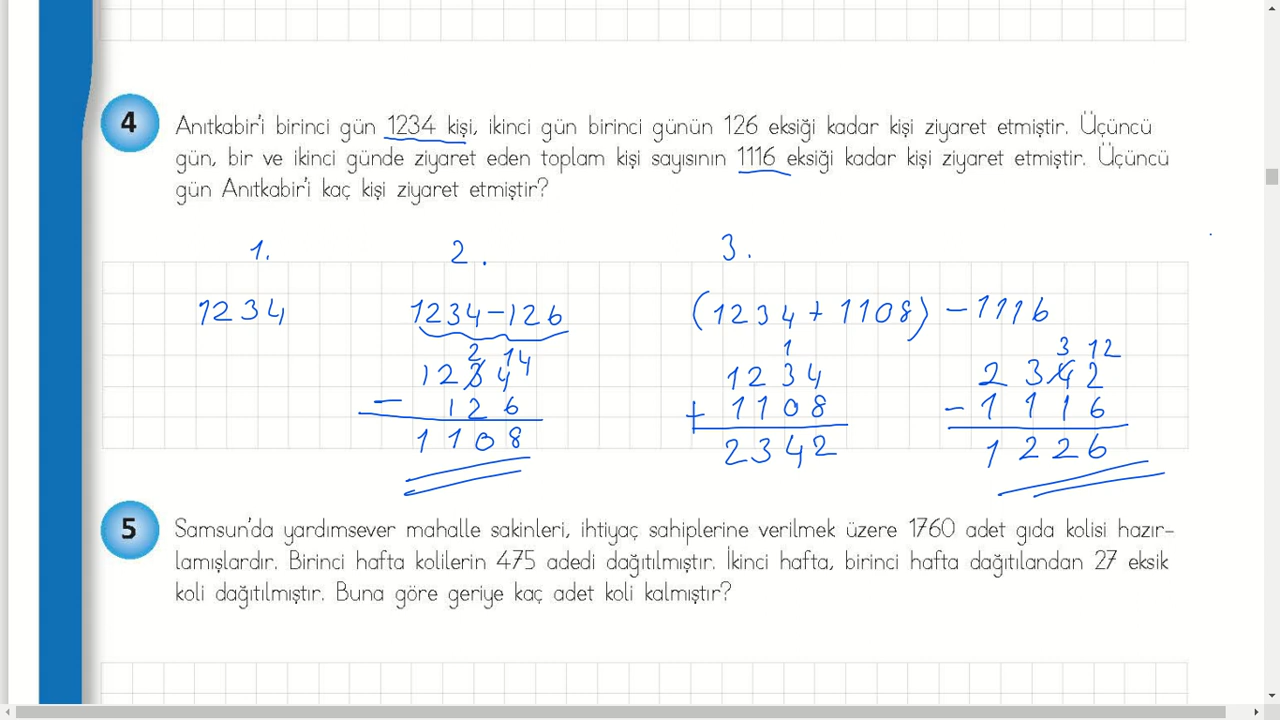 4
Anıtkabir'i birinci gün 1234 kişi, ikinci gün birinci günün 126 eksiği kadar kişi ziyaret etmiştir. Üçüncü
gün, bir ve ikinci günde ziyaret eden toplam kişi sayısının 1116 eksiği kadar kişi ziyaret etmiştir. Üçüncü
gün Anıtkabir'i kaç kişi ziyaret etmiştir?
1. 2. 3.
1234 1234-126 (1234+1108)-1116
2 14 1 3 12
1234 1234 2342
- 126 + 1108 - 1116
1108 2342 1226
5
Samsun'da yardımsever mahalle sakinleri, ihtiyaç sahiplerine verilmek üzere 1760 adet gıda kolisi hazır-
lamışlardır. Birinci hafta kolilerin 475 adedi dağıtılmıştır. İkinci hafta, birinci hafta dağıtılandan 27 eksik
koli dağıtılmıştır. Buna göre geriye kaç adet koli kalmıştır?